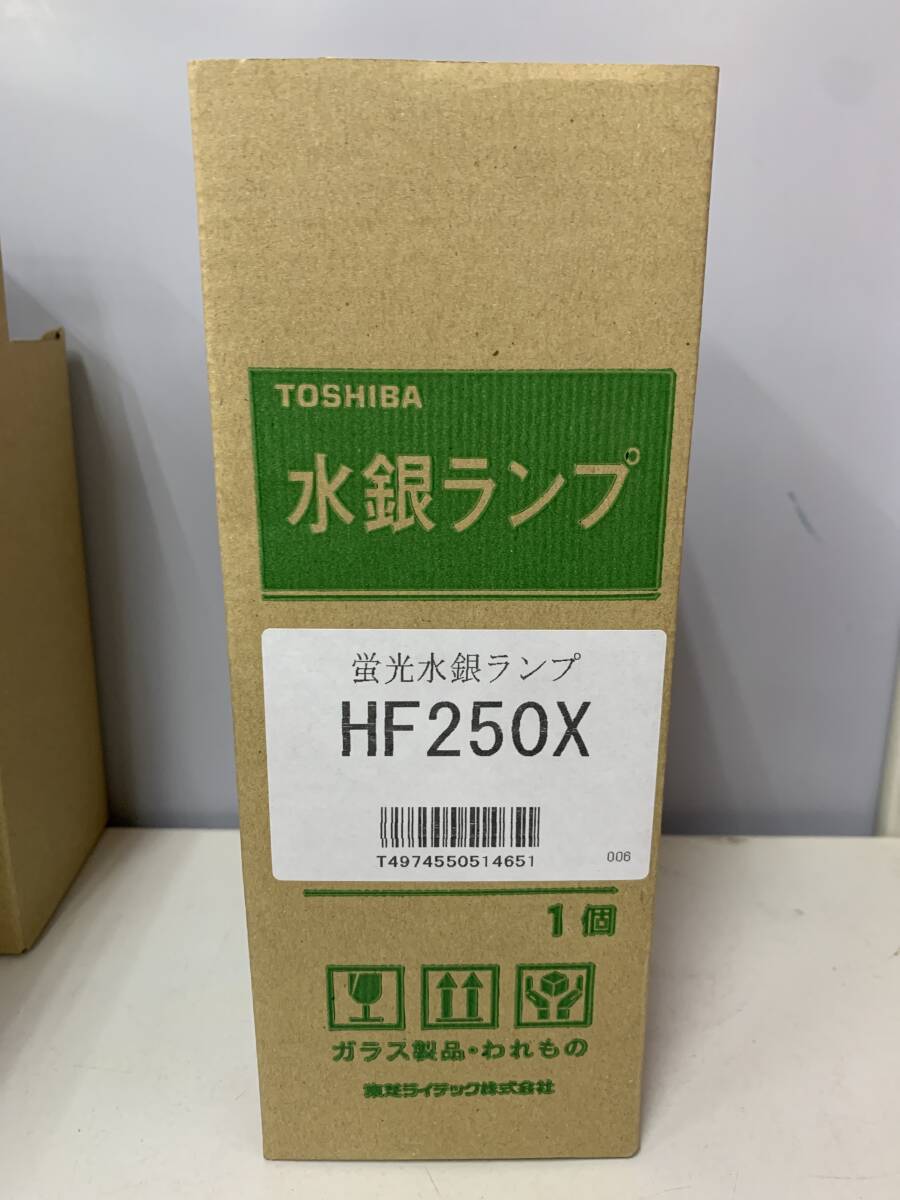 TOSHIBA
水銀ランプ
蛍光水銀ランプ
HF250X
T4974550514651
006
1個
ガラス製品・われもの
東芝ライテック株式会社